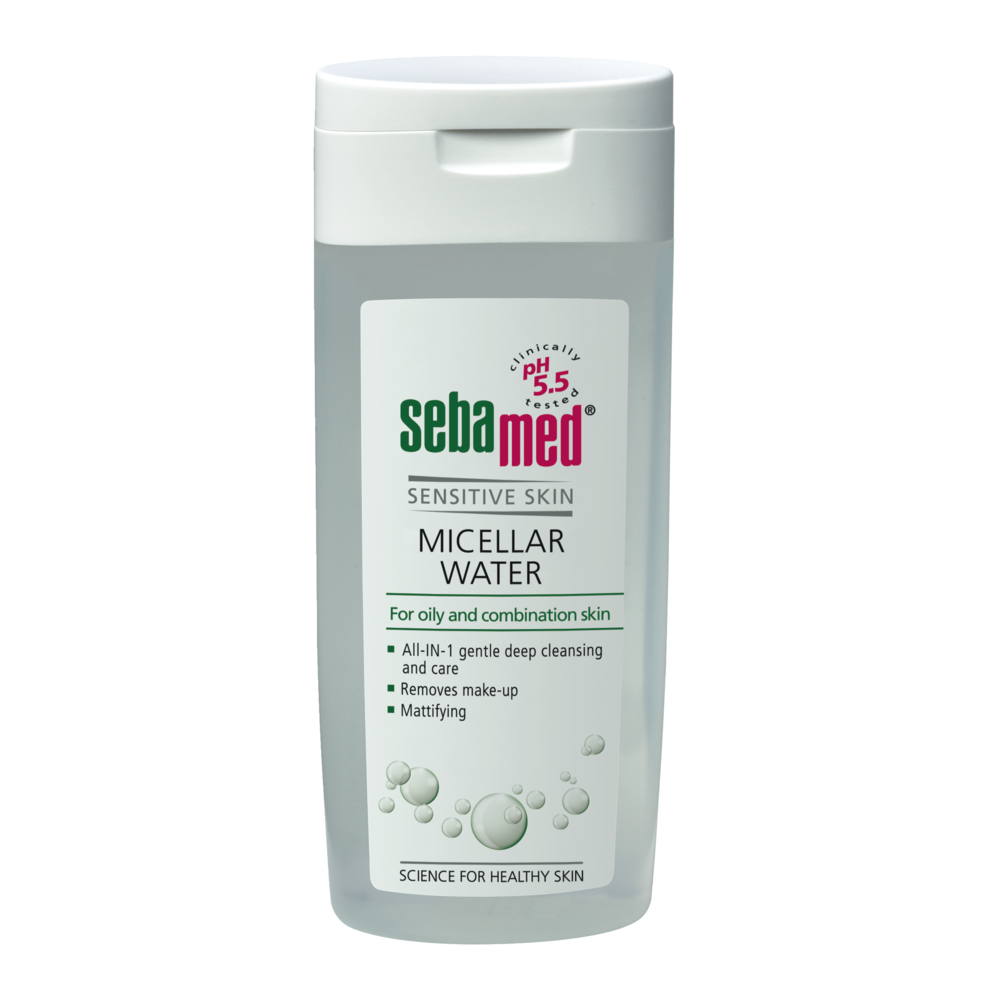 clinically
pH
5.5
tested
sebamed®
SENSITIVE SKIN
MICELLAR
WATER
For oily and combination skin
▪ All-IN-1 gentle deep cleansing
and care
▪ Removes make-up
▪ Mattifying
SCIENCE FOR HEALTHY SKIN